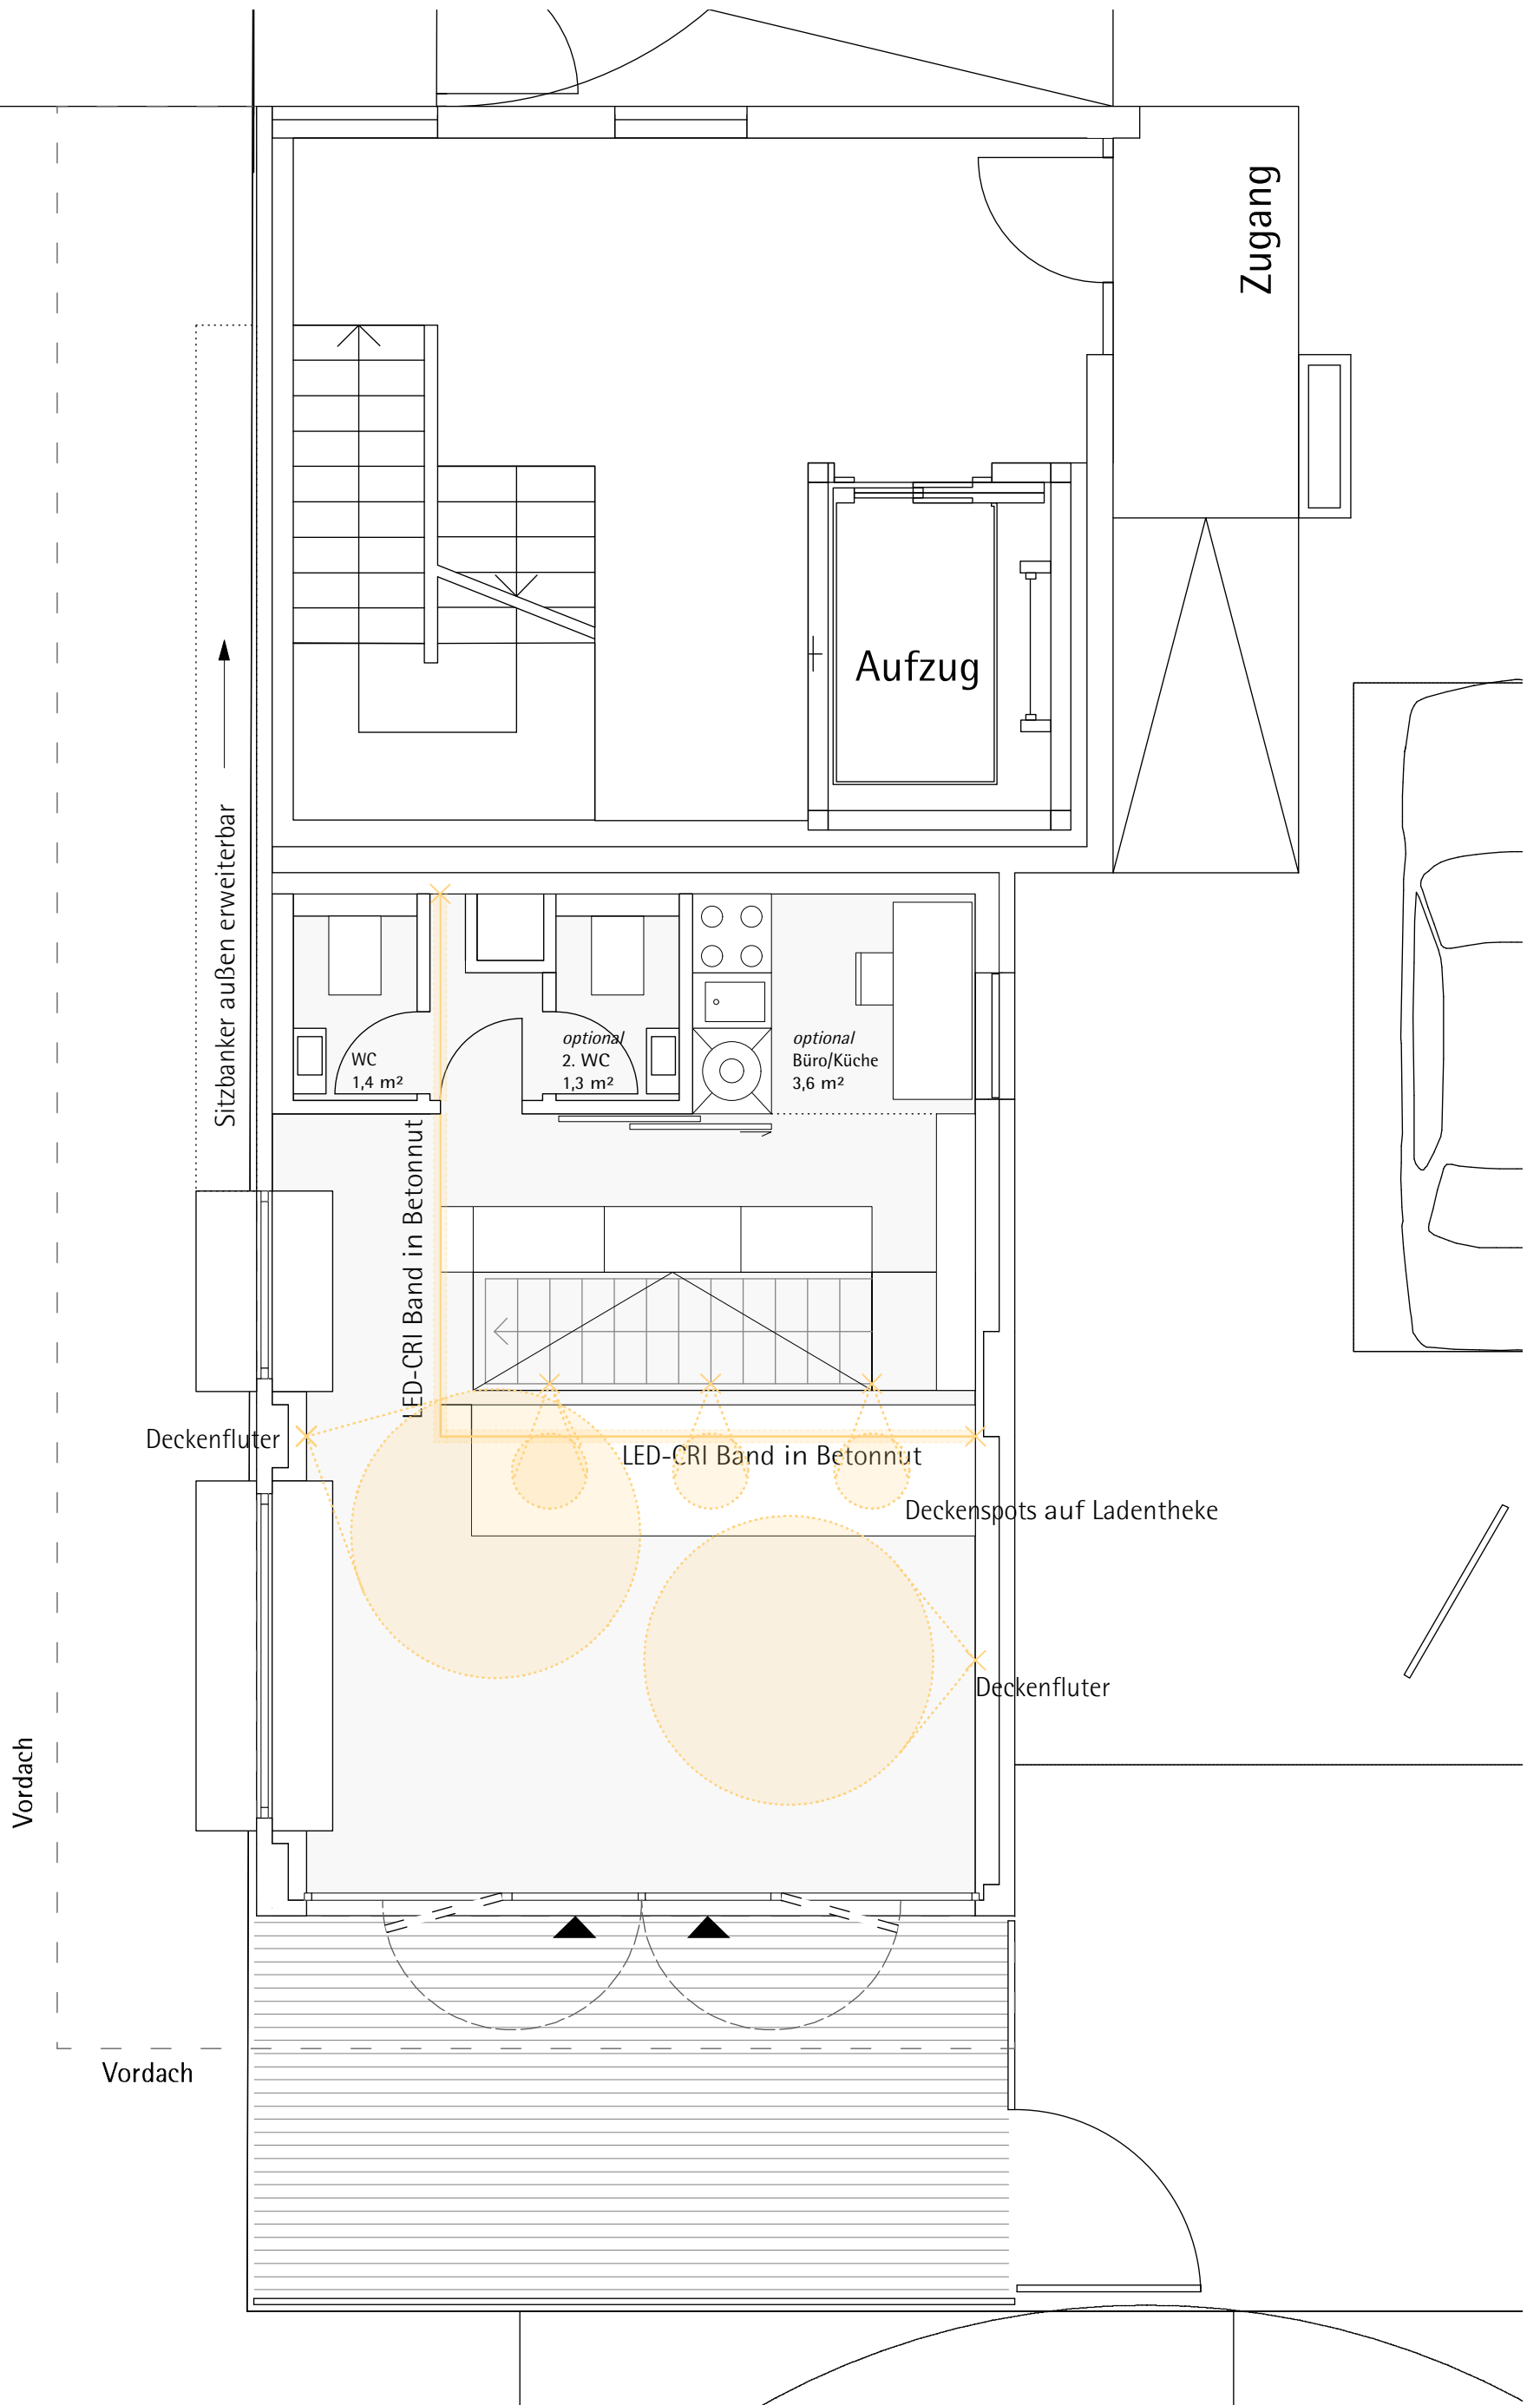 Zugang
Aufzug
Sitzbanker außen erweiterbar
WC
1,4 m²
optional
2. WC
1,3 m²
optional
Büro/Küche
3,6 m²
LED-CRI Band in Betonnut
Deckenfluter
LED-CRI Band in Betonnut
Deckenspots auf Ladentheke
Deckenfluter
Vordach
Vordach